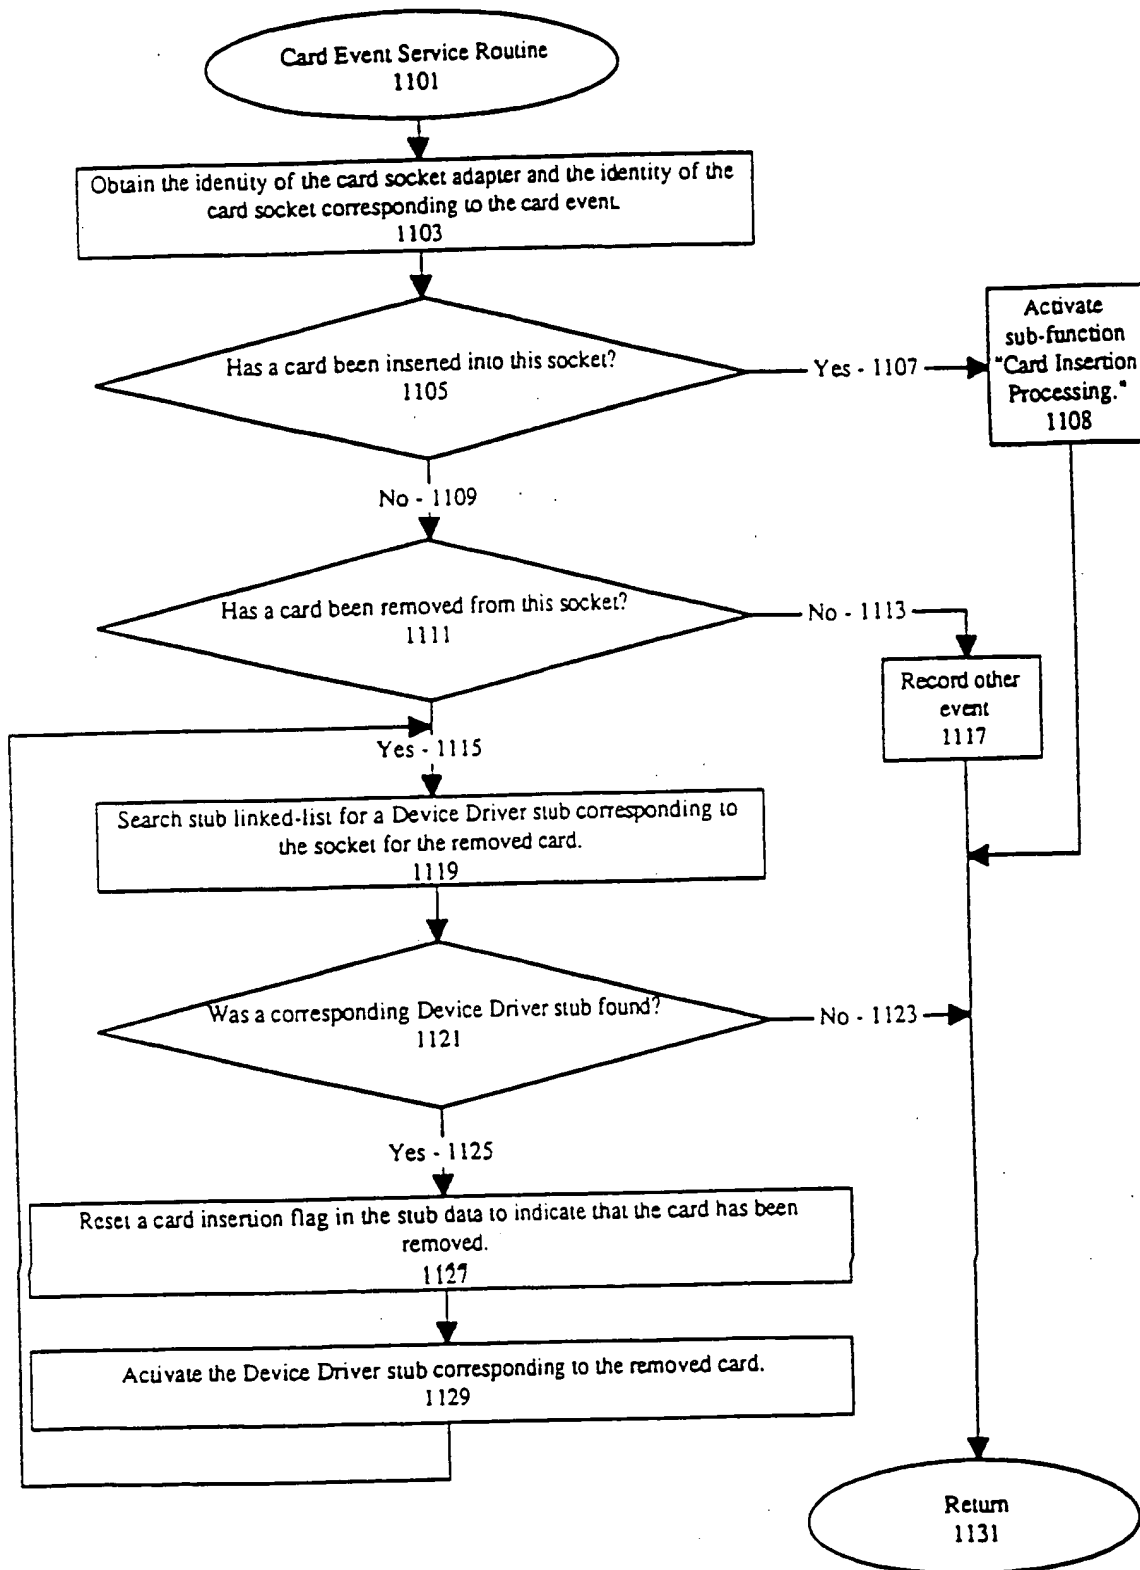 Card Event Service Routine
1101
Obtain the identity of the card socket adapter and the identity of the
card socket corresponding to the card event.
1103
Has a card been inserted into this socket?
1105
Yes - 1107
Activate
sub-function
"Card Insertion
Processing."
1108
No - 1109
Has a card been removed from this socket?
1111
No - 1113
Record other
event
1117
Yes - 1115
Search stub linked-list for a Device Driver stub corresponding to
the socket for the removed card.
1119
Was a corresponding Device Driver stub found?
1121
No - 1123
Yes - 1125
Reset a card insertion flag in the stub data to indicate that the card has been
removed.
1127
Activate the Device Driver stub corresponding to the removed card.
1129
Return
1131